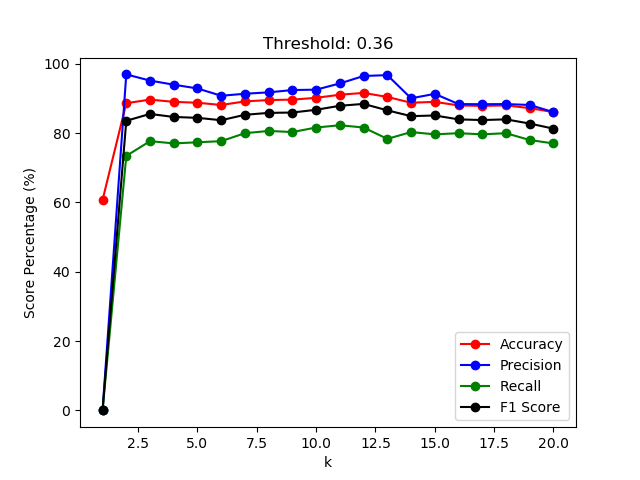 Threshold: 0.36
Score Percentage (%)
100
80
60
40
20
0
2.5 5.0 7.5 10.0 12.5 15.0 17.5 20.0
k
Accuracy
Precision
Recall
F1 Score